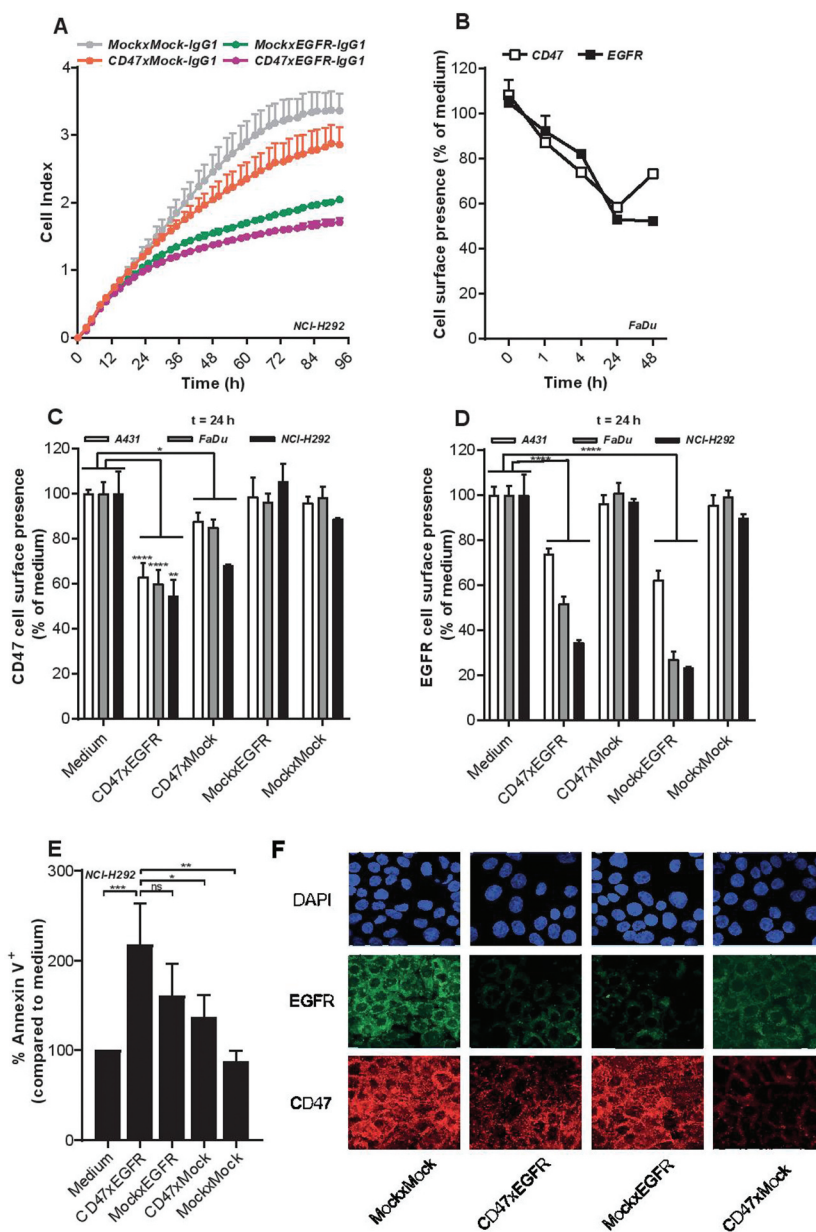 A
MockxMock-IgG1 MockxEGFR-IgG1
CD47xMock-IgG1 CD47xEGFR-IgG1
4
3
2
1
0
Cell Index
0 12 24 36 48 60 72 84 96
Time (h)
NCI-H292
B
CD47 EGFR
120
100
80
60
40
20
0
Cell surface presence (% of medium)
0 1 4 24 48
Time (h)
FaDu
C
t = 24 h
A431 FaDu NCI-H292
120
100
80
60
40
20
0
CD47 cell surface presence
(% of medium)
*
**** **** **
Medium
CD47xEGFR
CD47xMock
MockxEGFR
MockxMock
D
t = 24 h
A431 FaDu NCI-H292
120
100
80
60
40
20
0
EGFR cell surface presence
(% of medium)
****
****
Medium
CD47xEGFR
CD47xMock
MockxEGFR
MockxMock
E
NCI-H292
300
200
100
0
% Annexin V+
(compared to medium)
**
*
*** ns
Medium
CD47xEGFR
MockxEGFR
CD47xMock
MockxMock
F
DAPI
EGFR
CD47
MockxMock
CD47xEGFR
MockxEGFR
CD47xMock